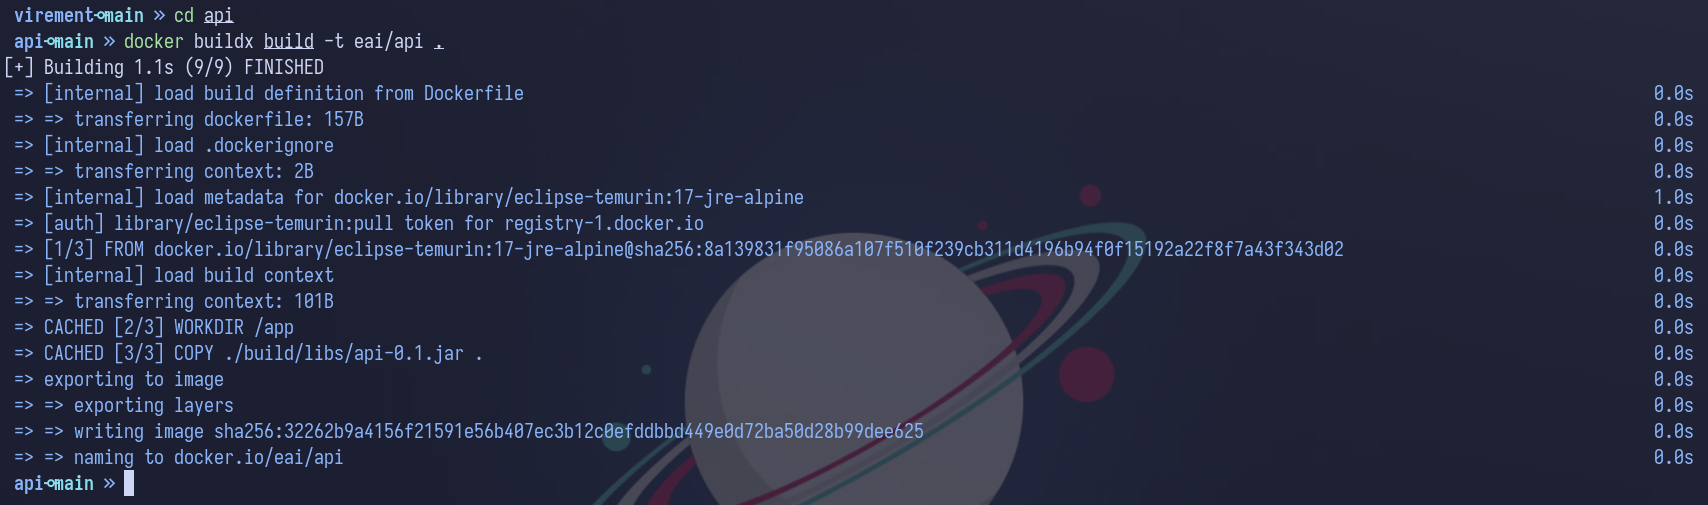 virement⊶main » cd api
api⊶main » docker buildx build -t eai/api .
[+] Building 1.1s (9/9) FINISHED
=> [internal] load build definition from Dockerfile 0.0s
=> => transferring dockerfile: 157B 0.0s
=> [internal] load .dockerignore 0.0s
=> => transferring context: 2B 0.0s
=> [internal] load metadata for docker.io/library/eclipse-temurin:17-jre-alpine 1.0s
=> [auth] library/eclipse-temurin:pull token for registry-1.docker.io 0.0s
=> [1/3] FROM docker.io/library/eclipse-temurin:17-jre-alpine@sha256:8a139831f95086a107f510f239cb311d4196b94f0f15192a22f8f7a43f343d02 0.0s
=> [internal] load build context 0.0s
=> => transferring context: 101B 0.0s
=> CACHED [2/3] WORKDIR /app 0.0s
=> CACHED [3/3] COPY ./build/libs/api-0.1.jar . 0.0s
=> exporting to image 0.0s
=> => exporting layers 0.0s
=> => writing image sha256:32262b9a4156f21591e56b407ec3b12c0efddbbd449e0d72ba50d28b99dee625 0.0s
=> => naming to docker.io/eai/api 0.0s
api⊶main »